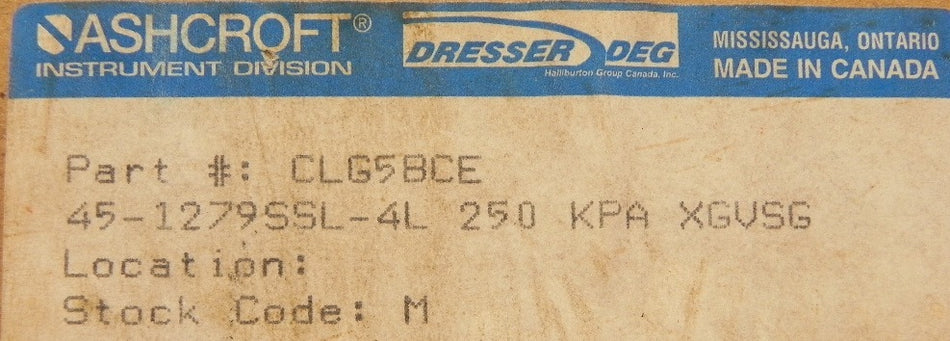 ASHCROFT®
INSTRUMENT DIVISION
DRESSER DEG
Halliburton Group Canada, Inc.
MISSISSAUGA, ONTARIO
MADE IN CANADA
Part #: CLG5BCE
45-1279SSL-4L 250 KPA XGVSG
Location:
Stock Code: M